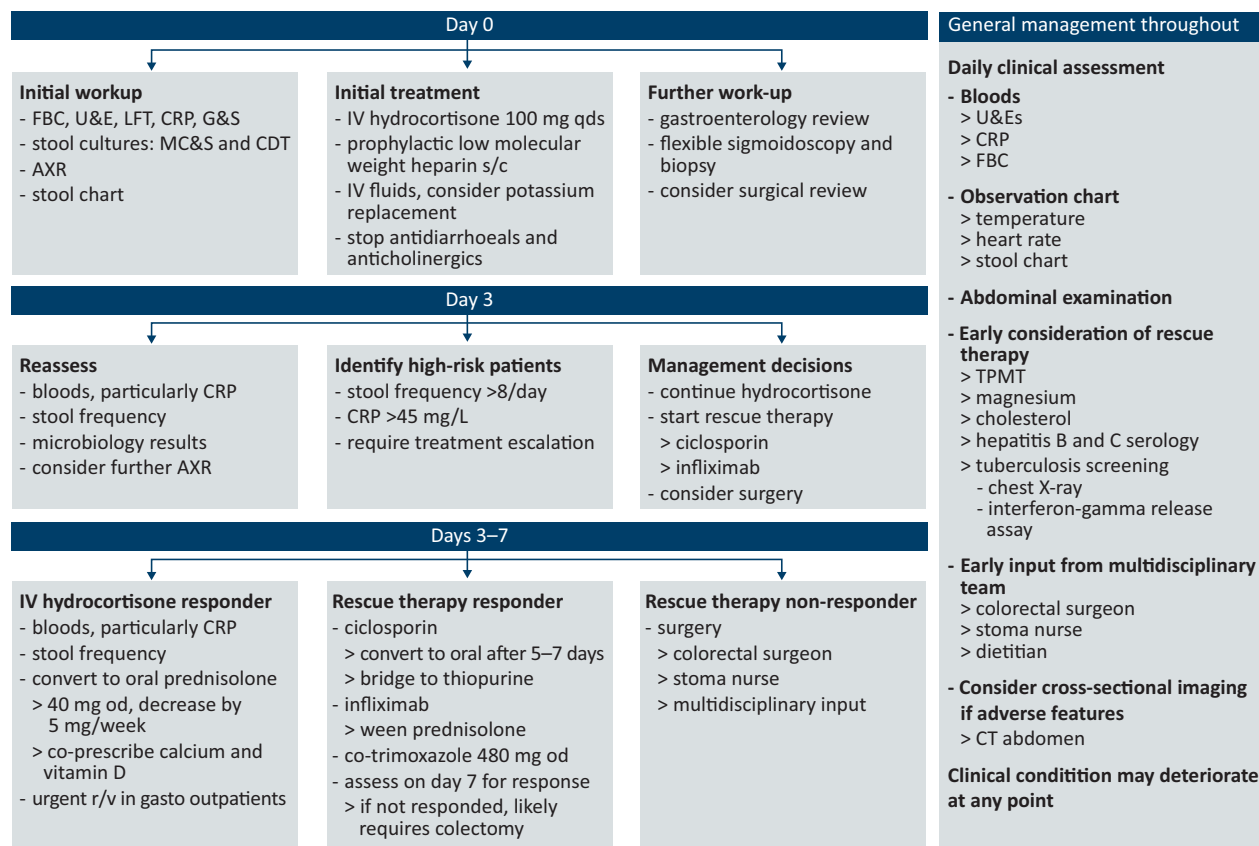 Day 0
Initial workup
- FBC, U&E, LFT, CRP, G&S
- stool cultures: MC&S and CDT
- AXR
- stool chart
Initial treatment
- IV hydrocortisone 100 mg qds
- prophylactic low molecular
weight heparin s/c
- IV fluids, consider potassium
replacement
- stop antidiarrhoeals and
anticholinergics
Further work-up
- gastroenterology review
- flexible sigmoidoscopy and
biopsy
- consider surgical review
Day 3
Reassess
- bloods, particularly CRP
- stool frequency
- microbiology results
- consider further AXR
Identify high-risk patients
- stool frequency >8/day
- CRP >45 mg/L
- require treatment escalation
Management decisions
- continue hydrocortisone
- start rescue therapy
> ciclosporin
> infliximab
- consider surgery
Days 3–7
IV hydrocortisone responder
- bloods, particularly CRP
- stool frequency
- convert to oral prednisolone
> 40 mg od, decrease by
5 mg/week
> co-prescribe calcium and
vitamin D
- urgent r/v in gasto outpatients
Rescue therapy responder
- ciclosporin
> convert to oral after 5–7 days
> bridge to thiopurine
- infliximab
> ween prednisolone
- co-trimoxazole 480 mg od
- assess on day 7 for response
> if not responded, likely
requires colectomy
Rescue therapy non-responder
- surgery
> colorectal surgeon
> stoma nurse
> multidisciplinary input
General management throughout
Daily clinical assessment
- Bloods
> U&Es
> CRP
> FBC
- Observation chart
> temperature
> heart rate
> stool chart
- Abdominal examination
- Early consideration of rescue
therapy
> TPMT
> magnesium
> cholesterol
> hepatitis B and C serology
> tuberculosis screening
- chest X-ray
- interferon-gamma release
assay
- Early input from multidisciplinary
team
> colorectal surgeon
> stoma nurse
> dietitian
- Consider cross-sectional imaging
if adverse features
> CT abdomen
Clinical conditition may deteriorate
at any point